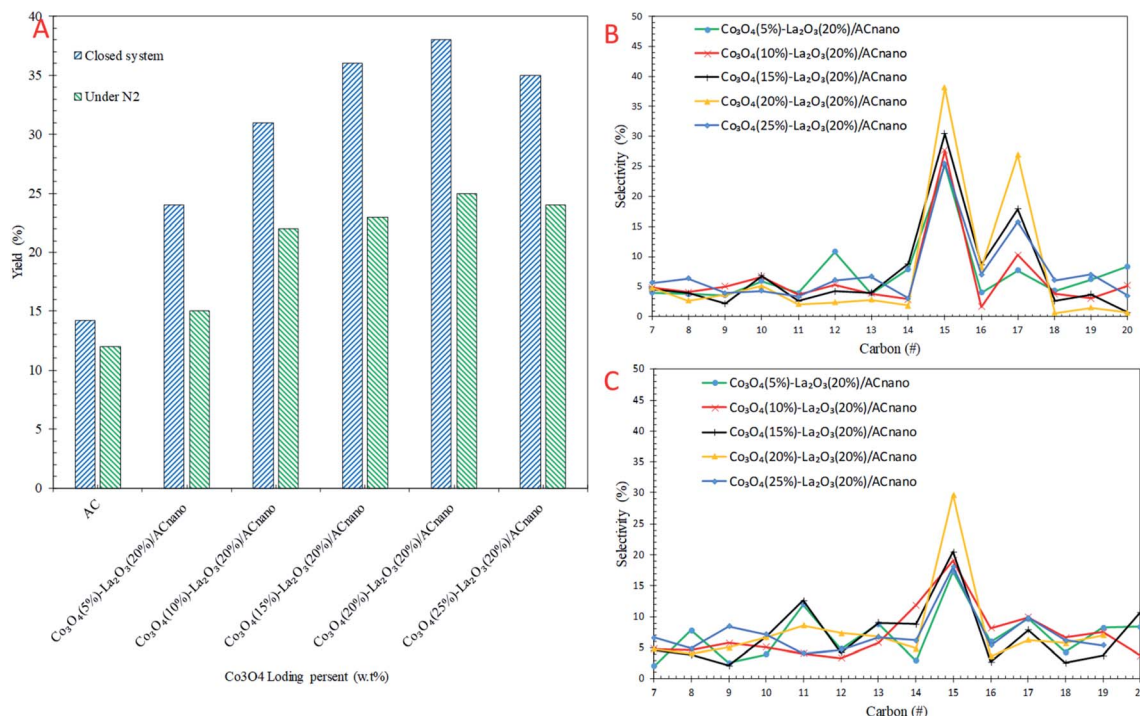 A
40
35
30
25
20
15
10
5
0
Yield (%)
Closed system
Under N2
AC
Co₃O₄(5%)-La₂O₃(20%)/ACnano
Co₃O₄(10%)-La₂O₃(20%)/ACnano
Co₃O₄(15%)-La₂O₃(20%)/ACnano
Co₃O₄(20%)-La₂O₃(20%)/ACnano
Co₃O₄(25%)-La₂O₃(20%)/ACnano
Co3O4 Loding persent (w.t%)
B
50
45
40
35
30
25
20
15
10
5
0
Selectivity (%)
Co₃O₄(5%)-La₂O₃(20%)/ACnano
Co₃O₄(10%)-La₂O₃(20%)/ACnano
Co₃O₄(15%)-La₂O₃(20%)/ACnano
Co₃O₄(20%)-La₂O₃(20%)/ACnano
Co₃O₄(25%)-La₂O₃(20%)/ACnano
7 8 9 10 11 12 13 14 15 16 17 18 19 20
Carbon (#)
C
50
45
40
35
30
25
20
15
10
5
0
Selectivity (%)
Co₃O₄(5%)-La₂O₃(20%)/ACnano
Co₃O₄(10%)-La₂O₃(20%)/ACnano
Co₃O₄(15%)-La₂O₃(20%)/ACnano
Co₃O₄(20%)-La₂O₃(20%)/ACnano
Co₃O₄(25%)-La₂O₃(20%)/ACnano
7 8 9 10 11 12 13 14 15 16 17 18 19 2
Carbon (#)